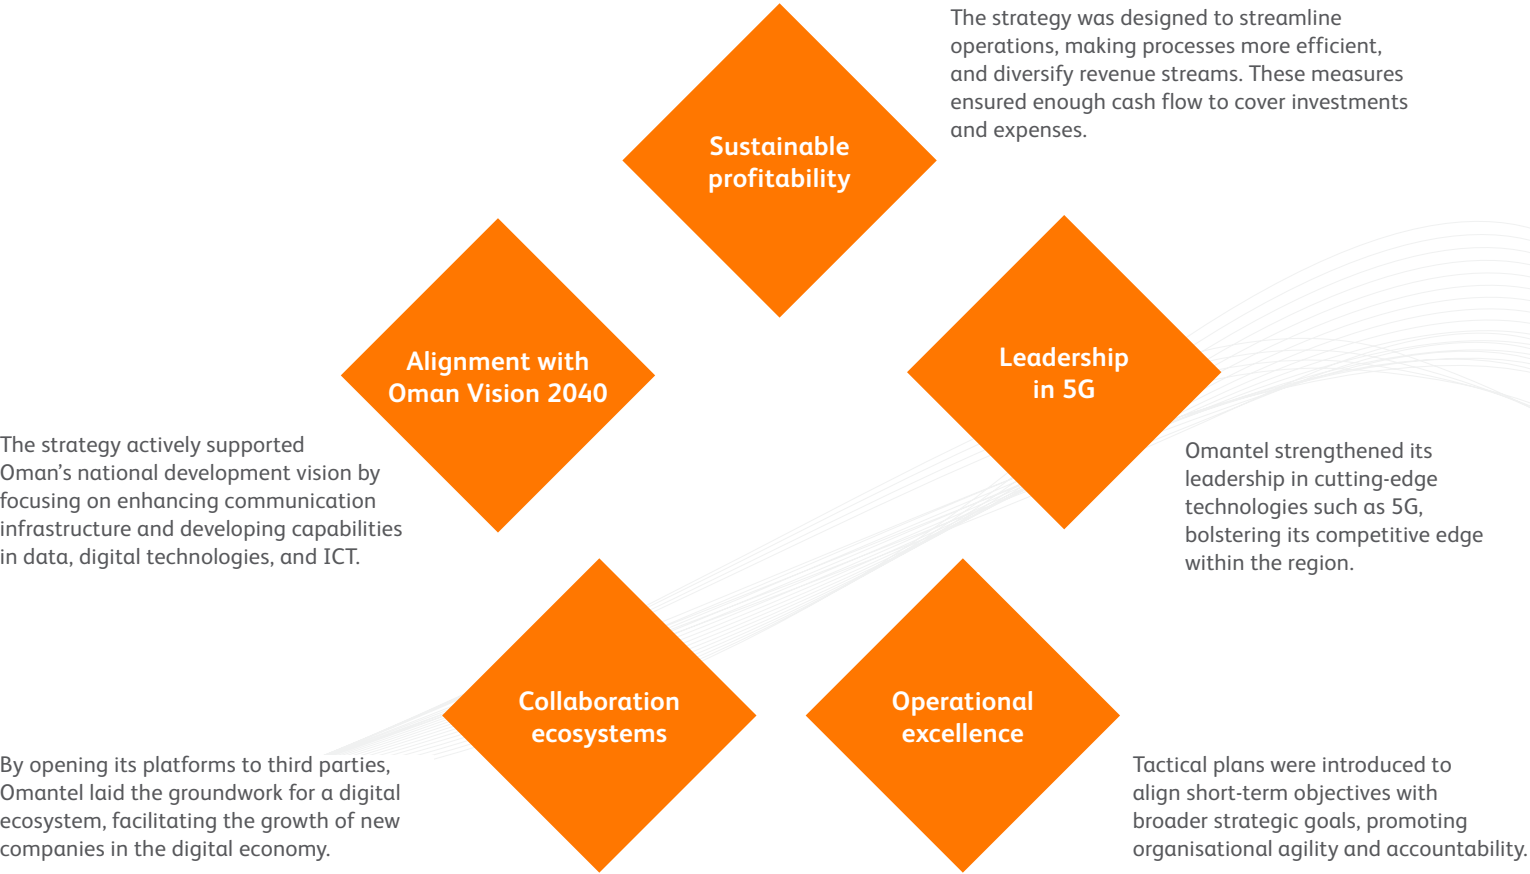 The strategy was designed to streamline
operations, making processes more efficient,
and diversify revenue streams. These measures
ensured enough cash flow to cover investments
and expenses.
Sustainable
profitability
Alignment with
Oman Vision 2040
Leadership
in 5G
The strategy actively supported
Oman’s national development vision by
focusing on enhancing communication
infrastructure and developing capabilities
in data, digital technologies, and ICT.
Omantel strengthened its
leadership in cutting-edge
technologies such as 5G,
bolstering its competitive edge
within the region.
Collaboration
ecosystems
Operational
excellence
By opening its platforms to third parties,
Omantel laid the groundwork for a digital
ecosystem, facilitating the growth of new
companies in the digital economy.
Tactical plans were introduced to
align short-term objectives with
broader strategic goals, promoting
organisational agility and accountability.